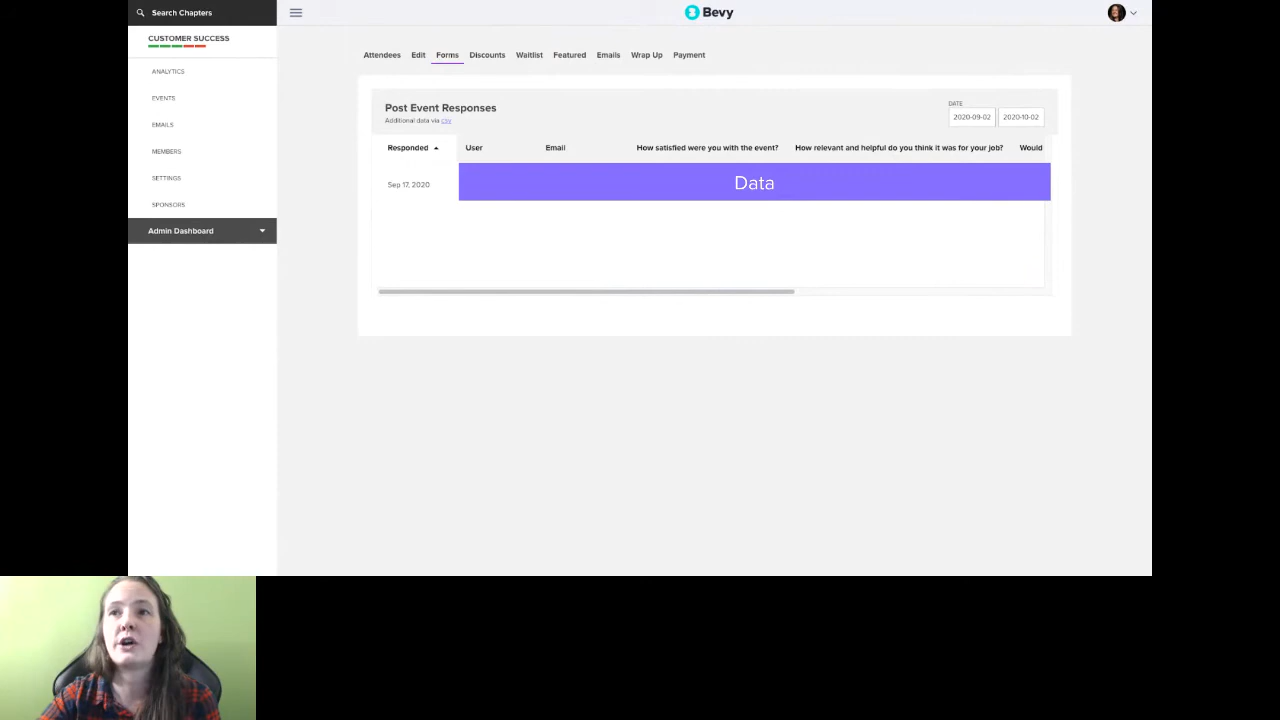 Search Chapters
Bevy
CUSTOMER SUCCESS
ANALYTICS
EVENTS
EMAILS
MEMBERS
SETTINGS
SPONSORS
Admin Dashboard
Attendees Edit Forms Discounts Waitlist Featured Emails Wrap Up Payment
Post Event Responses
Additional data via csv
DATE
2020-09-02 2020-10-02
Responded User Email How satisfied were you with the event? How relevant and helpful do you think it was for your job? Would
Sep 17, 2020 Data